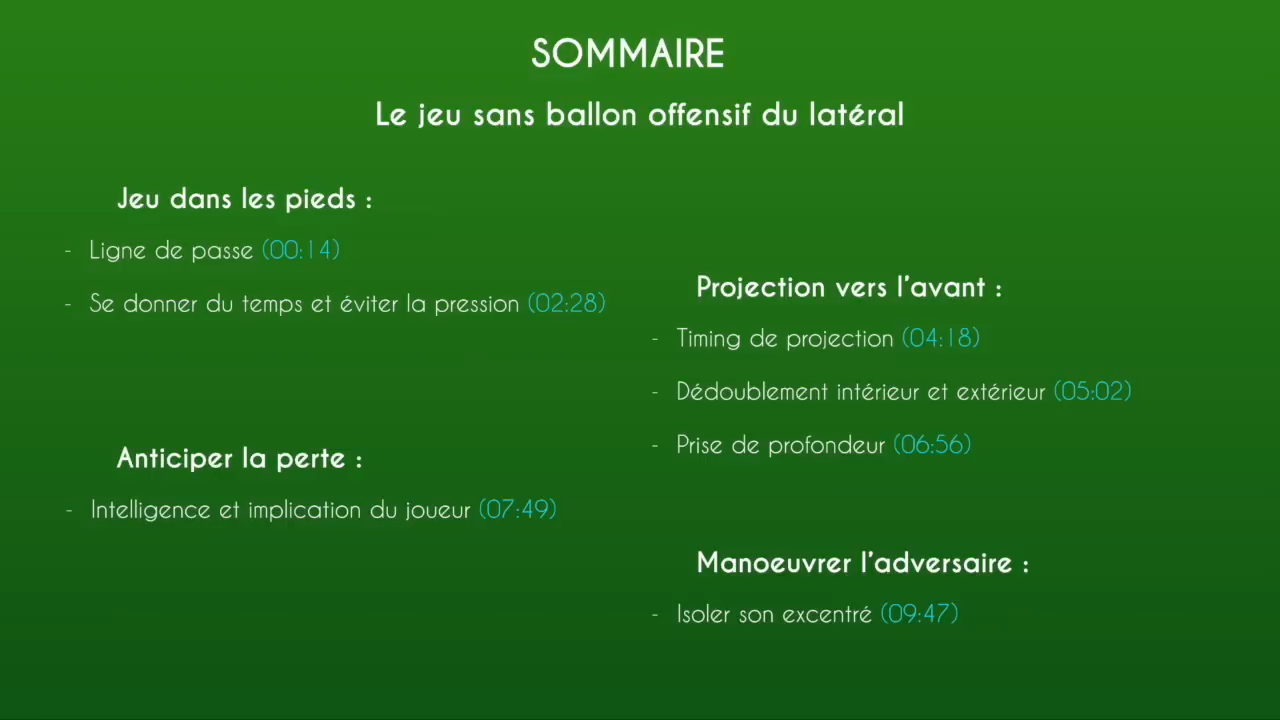 SOMMAIRE
Le jeu sans ballon offensif du latéral
Jeu dans les pieds :
- Ligne de passe (00:14)
- Se donner du temps et éviter la pression (02:28)
Projection vers l'avant :
- Timing de projection (04:18)
- Dédoublement intérieur et extérieur (05:02)
- Prise de profondeur (06:56)
Anticiper la perte :
- Intelligence et implication du joueur (07:49)
Manoeuvrer l'adversaire :
- Isoler son excentré (09:47)